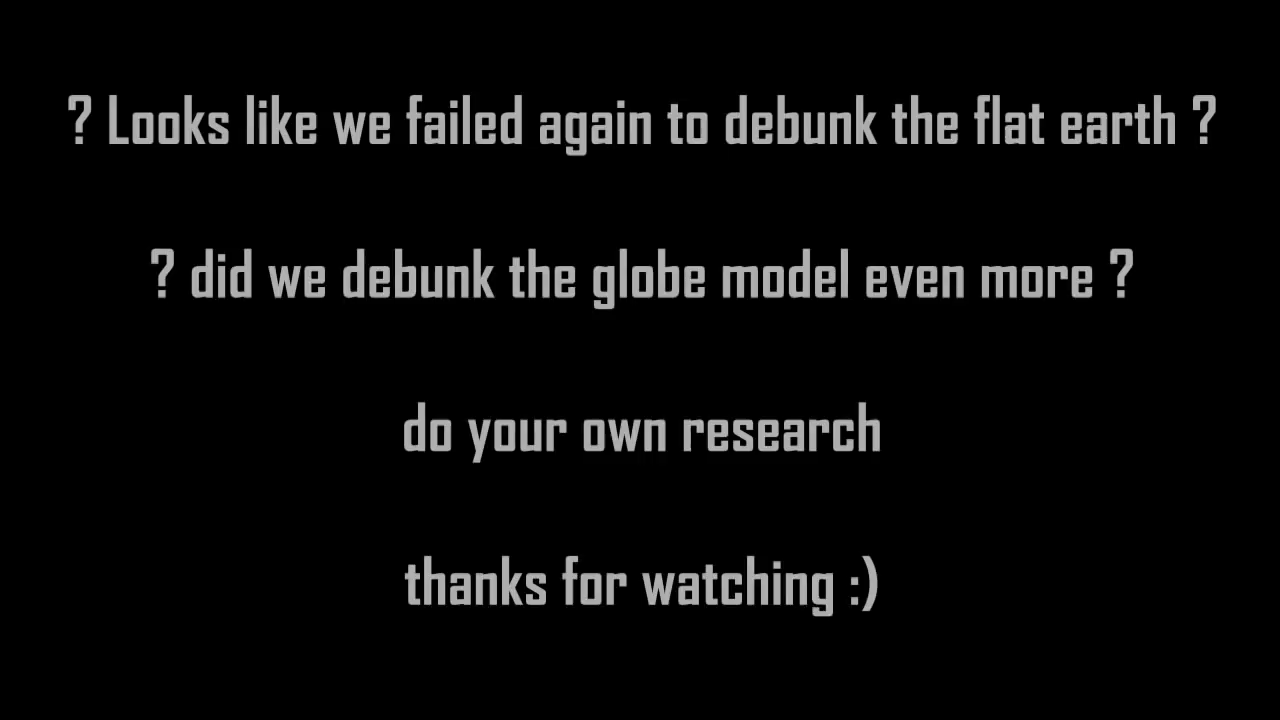 ? Looks like we failed again to debunk the flat earth ?
? did we debunk the globe model even more ?
do your own research
thanks for watching :)